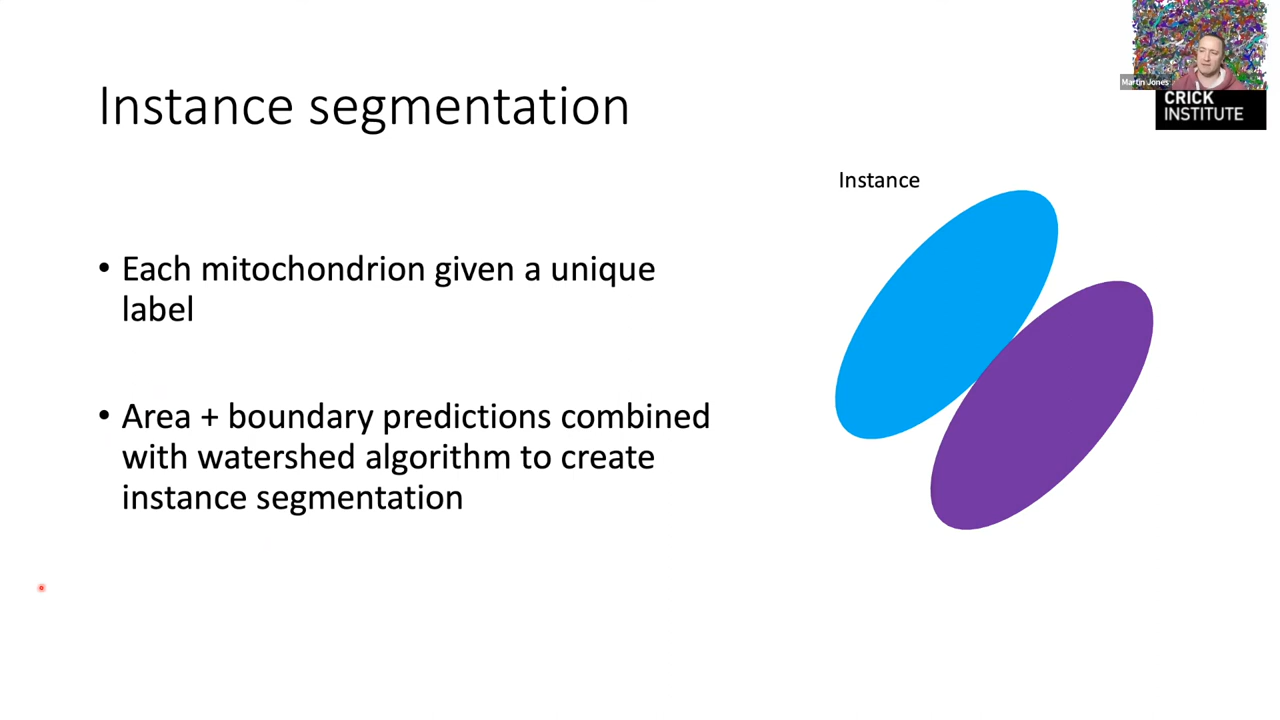 Martin Jones
CRICK
INSTITUTE
Instance segmentation
Instance
• Each mitochondrion given a unique
label
• Area + boundary predictions combined
with watershed algorithm to create
instance segmentation